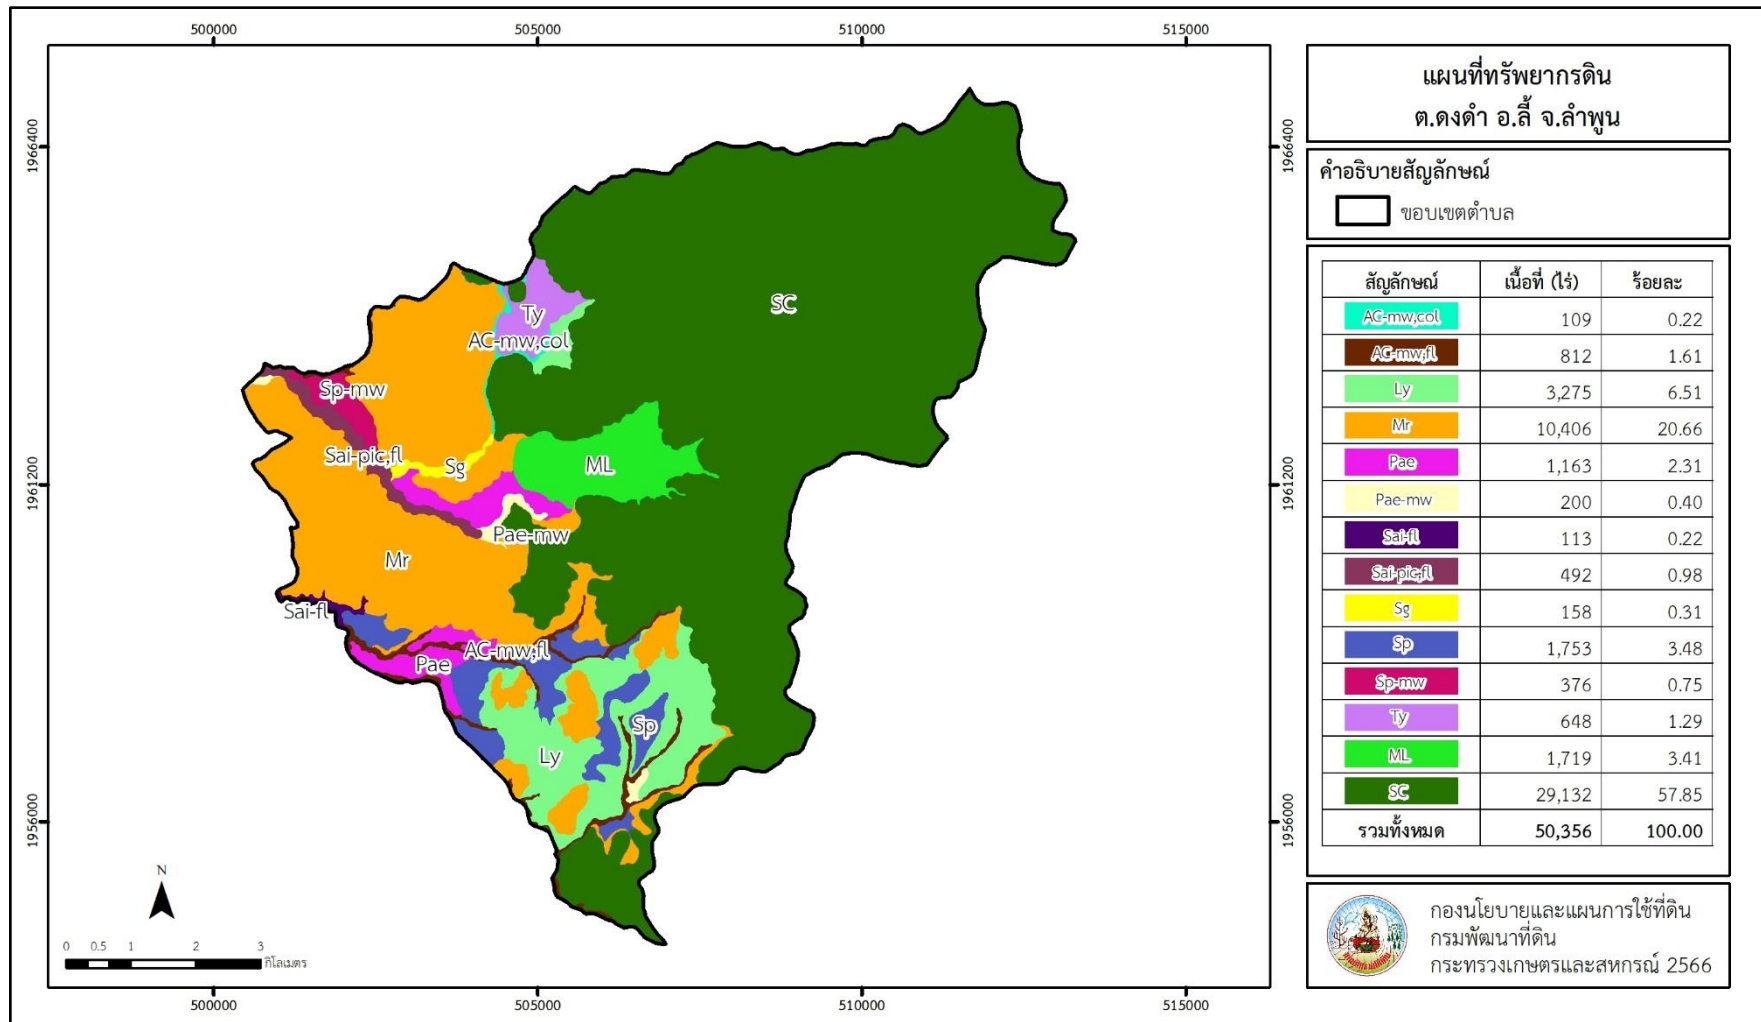 500000 505000 510000 515000
1966400
1961200
1956000
1966400
1961200
1956000
SC
Ty
AC-mw,col
Sp-mw
Sai-pic,fl
Sg
ML
Pae-mw
Mr
Sai-fl
AC-mw,fl
Pae
Sp
Ly
N
0 0.5 1 2 3
กิโลเมตร
500000 505000 510000 515000
แผนที่ทรัพยากรดิน
ต.ดงดำ อ.ลี้ จ.ลำพูน
คำอธิบายสัญลักษณ์
ขอบเขตตำบล
สัญลักษณ์ เนื้อที่ (ไร่) ร้อยละ
AC-mw,col 109 0.22
AC-mw,fl 812 1.61
Ly 3,275 6.51
Mr 10,406 20.66
Pae 1,163 2.31
Pae-mw 200 0.40
Sai-fl 113 0.22
Sai-pic,fl 492 0.98
Sg 158 0.31
Sp 1,753 3.48
Sp-mw 376 0.75
Ty 648 1.29
ML 1,719 3.41
SC 29,132 57.85
รวมทั้งหมด 50,356 100.00
กองนโยบายและแผนการใช้ที่ดิน
กรมพัฒนาที่ดิน
กระทรวงเกษตรและสหกรณ์ 2566